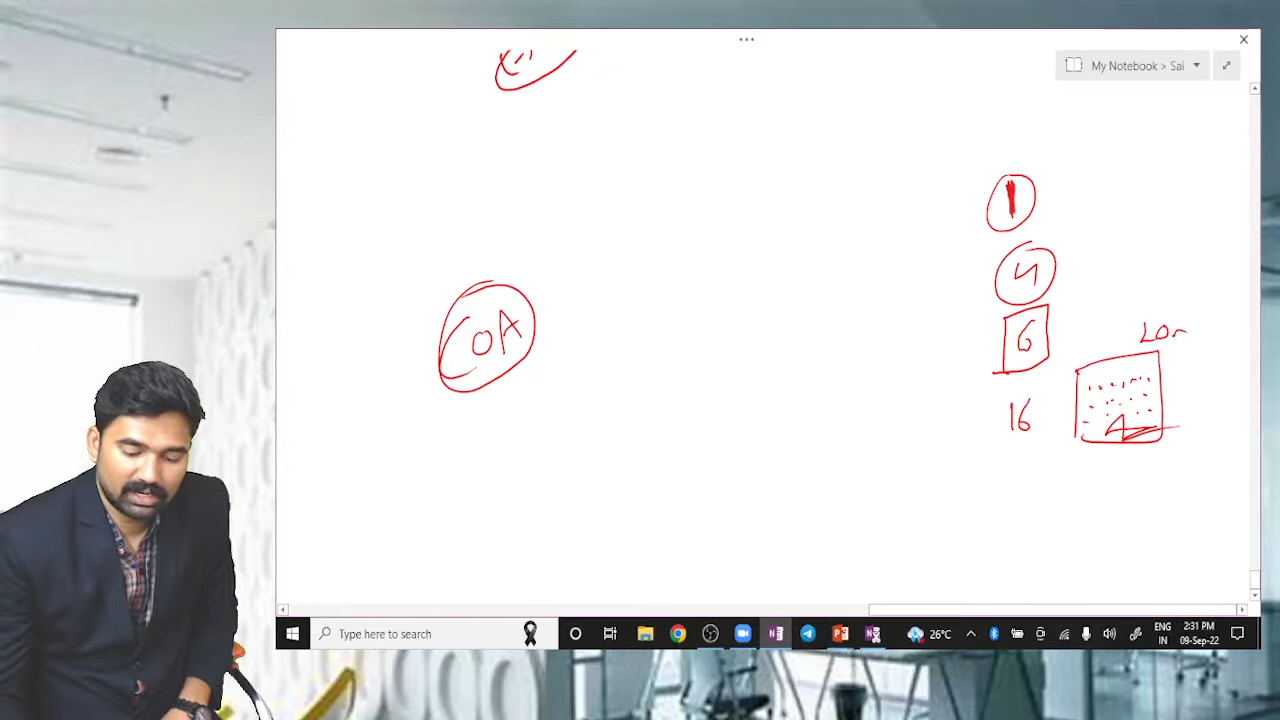 My Notebook > Sai
1
4
COA
6
LOr
16
A
Type here to search
26°C
ENG
IN
2:31 PM
09-Sep-22